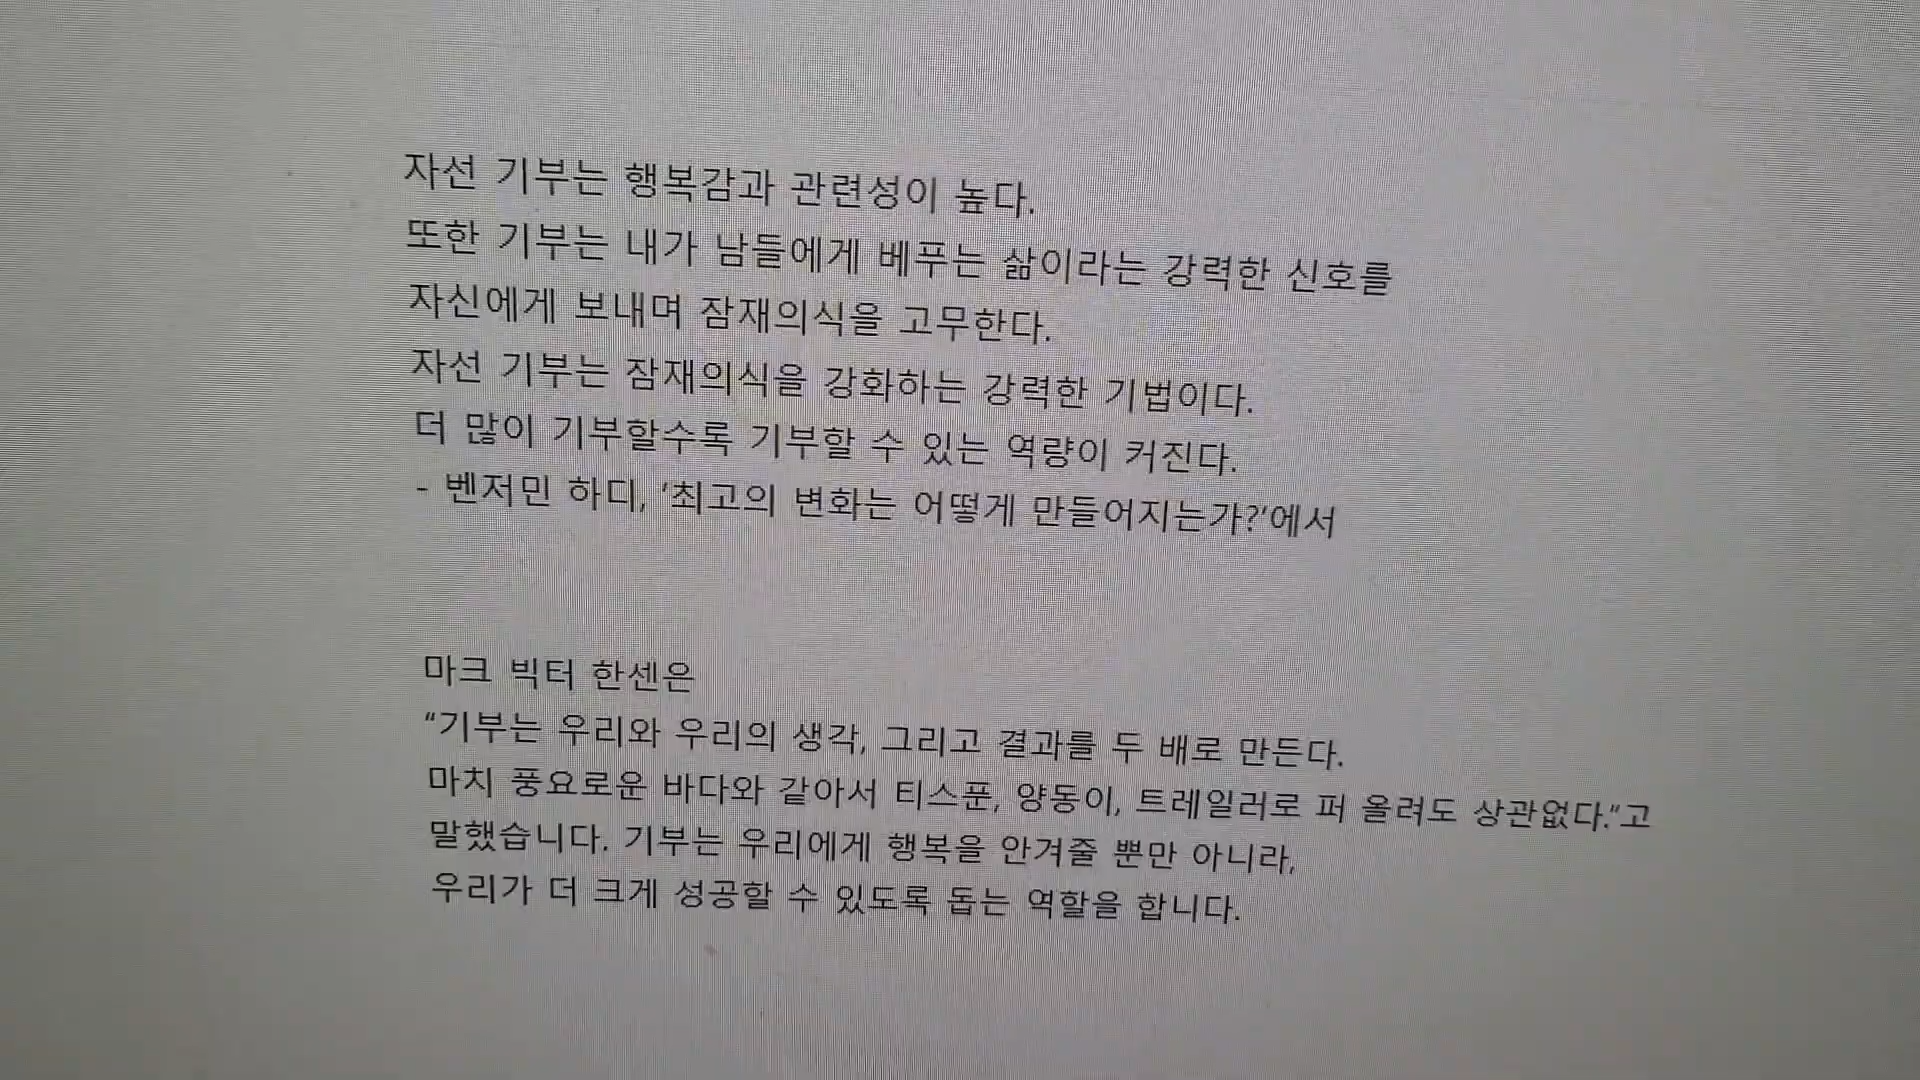 자선 기부는 행복감과 관련성이 높다.
또한 기부는 내가 남들에게 베푸는 삶이라는 강력한 신호를
자신에게 보내며 잠재의식을 고무한다.
자선 기부는 잠재의식을 강화하는 강력한 기법이다.
더 많이 기부할수록 기부할 수 있는 역량이 커진다.
- 벤저민 하디, ‘최고의 변화는 어떻게 만들어지는가?’에서
마크 빅터 한센은
“기부는 우리와 우리의 생각, 그리고 결과를 두 배로 만든다.
마치 풍요로운 바다와 같아서 티스푼, 양동이, 트레일러로 퍼 올려도 상관없다.”고
말했습니다. 기부는 우리에게 행복을 안겨줄 뿐만 아니라,
우리가 더 크게 성공할 수 있도록 돕는 역할을 합니다.